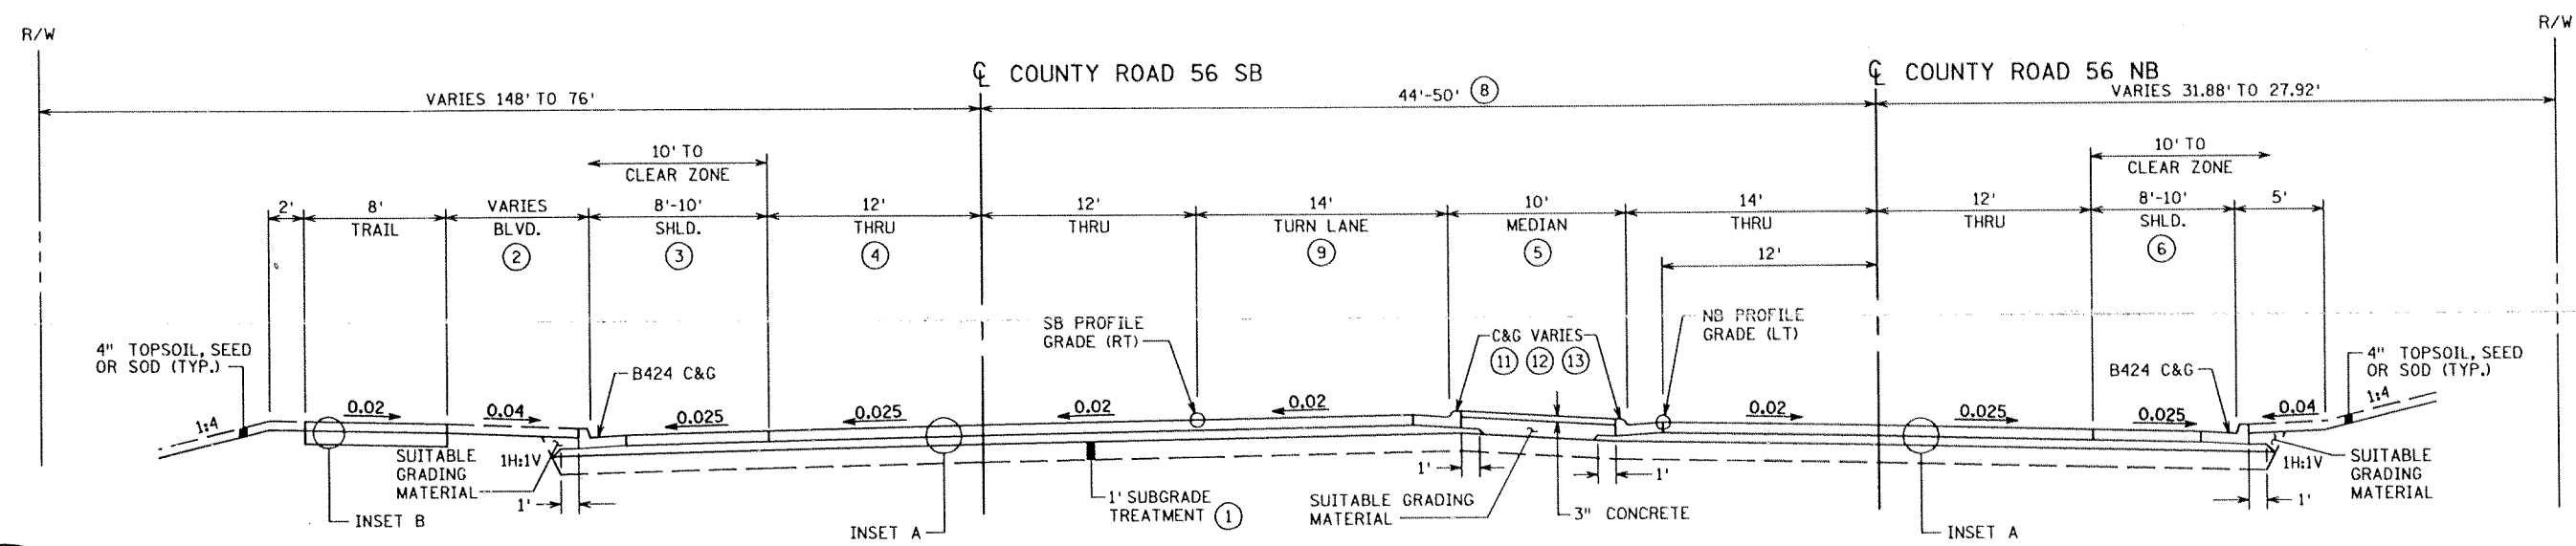 R/W
R/W
℄ COUNTY ROAD 56 SB
℄ COUNTY ROAD 56 NB
VARIES 148' TO 76'
44'-50' 8
VARIES 31.88' TO 27.92'
10' TO
CLEAR ZONE
10' TO
CLEAR ZONE
2'
8'
TRAIL
VARIES
BLVD.
2
8'-10'
SHLD.
3
12'
THRU
4
12'
THRU
14'
TURN LANE
9
10'
MEDIAN
5
14'
THRU
12'
12'
THRU
8'-10'
SHLD.
6
5'
4" TOPSOIL, SEED
OR SOD (TYP.)
B424 C&G
SB PROFILE
GRADE (RT)
C&G VARIES
11 12 13
NB PROFILE
GRADE (LT)
B424 C&G
4" TOPSOIL, SEED
OR SOD (TYP.)
1:4
0.02
0.04
0.025
0.025
0.02
0.02
0.02
0.025
0.025
0.04
1:4
SUITABLE
GRADING
MATERIAL
1H:1V
1'
INSET B
INSET A
1' SUBGRADE
TREATMENT 1
1'
SUITABLE GRADING
MATERIAL
1'
3" CONCRETE
INSET A
1'
1H:1V
SUITABLE
GRADING
MATERIAL